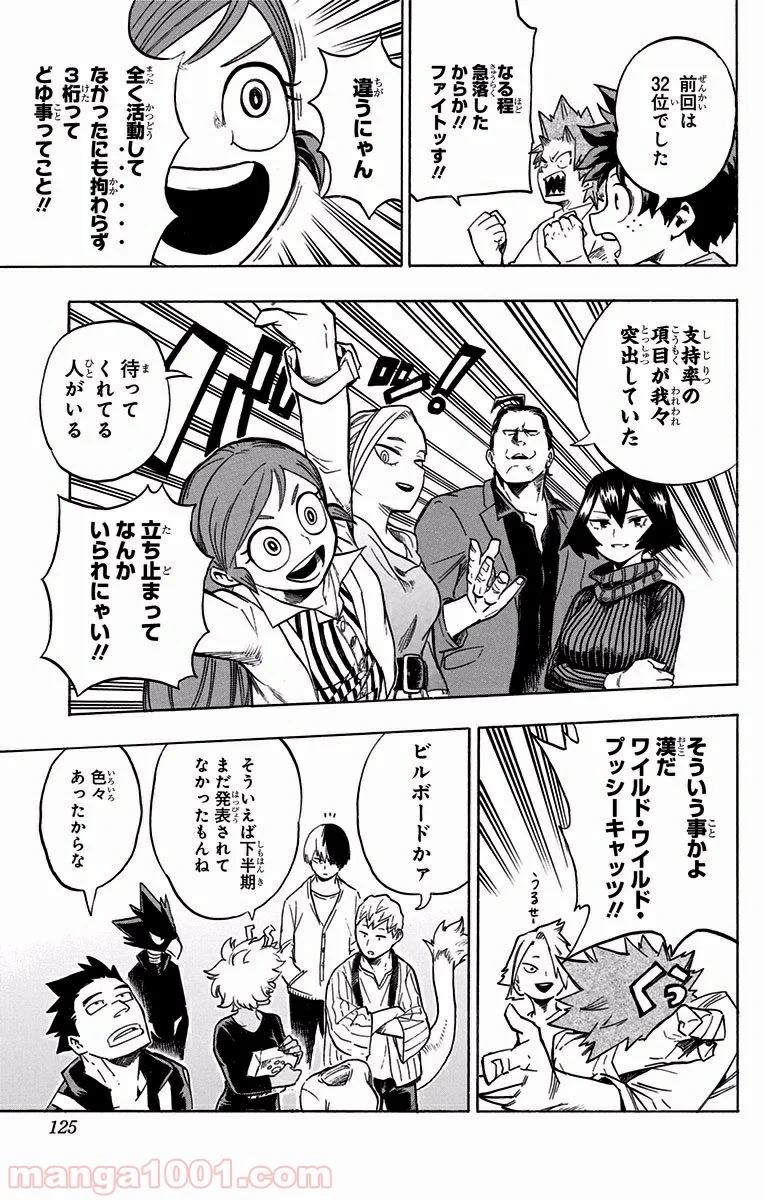 前回は
32位でした
なる程
急落した
からか!!
ファイトッす!!
違うにゃん
全く活動して
なかったにも拘わらず
3桁って
どゆ事ってこと!!
支持率の
項目が我々
突出していた
待って
くれてる
人がいる
立ち止まって
なんか
いられにゃい!!
そういう事かよ
漢だ
ワイルド・ワイルド・
プッシーキャッツ!!
うるせー
くっ
ビルボードかァ
そういえば下半期
まだ発表されて
なかったもんね
色々
あったからな
125
manga1001.com